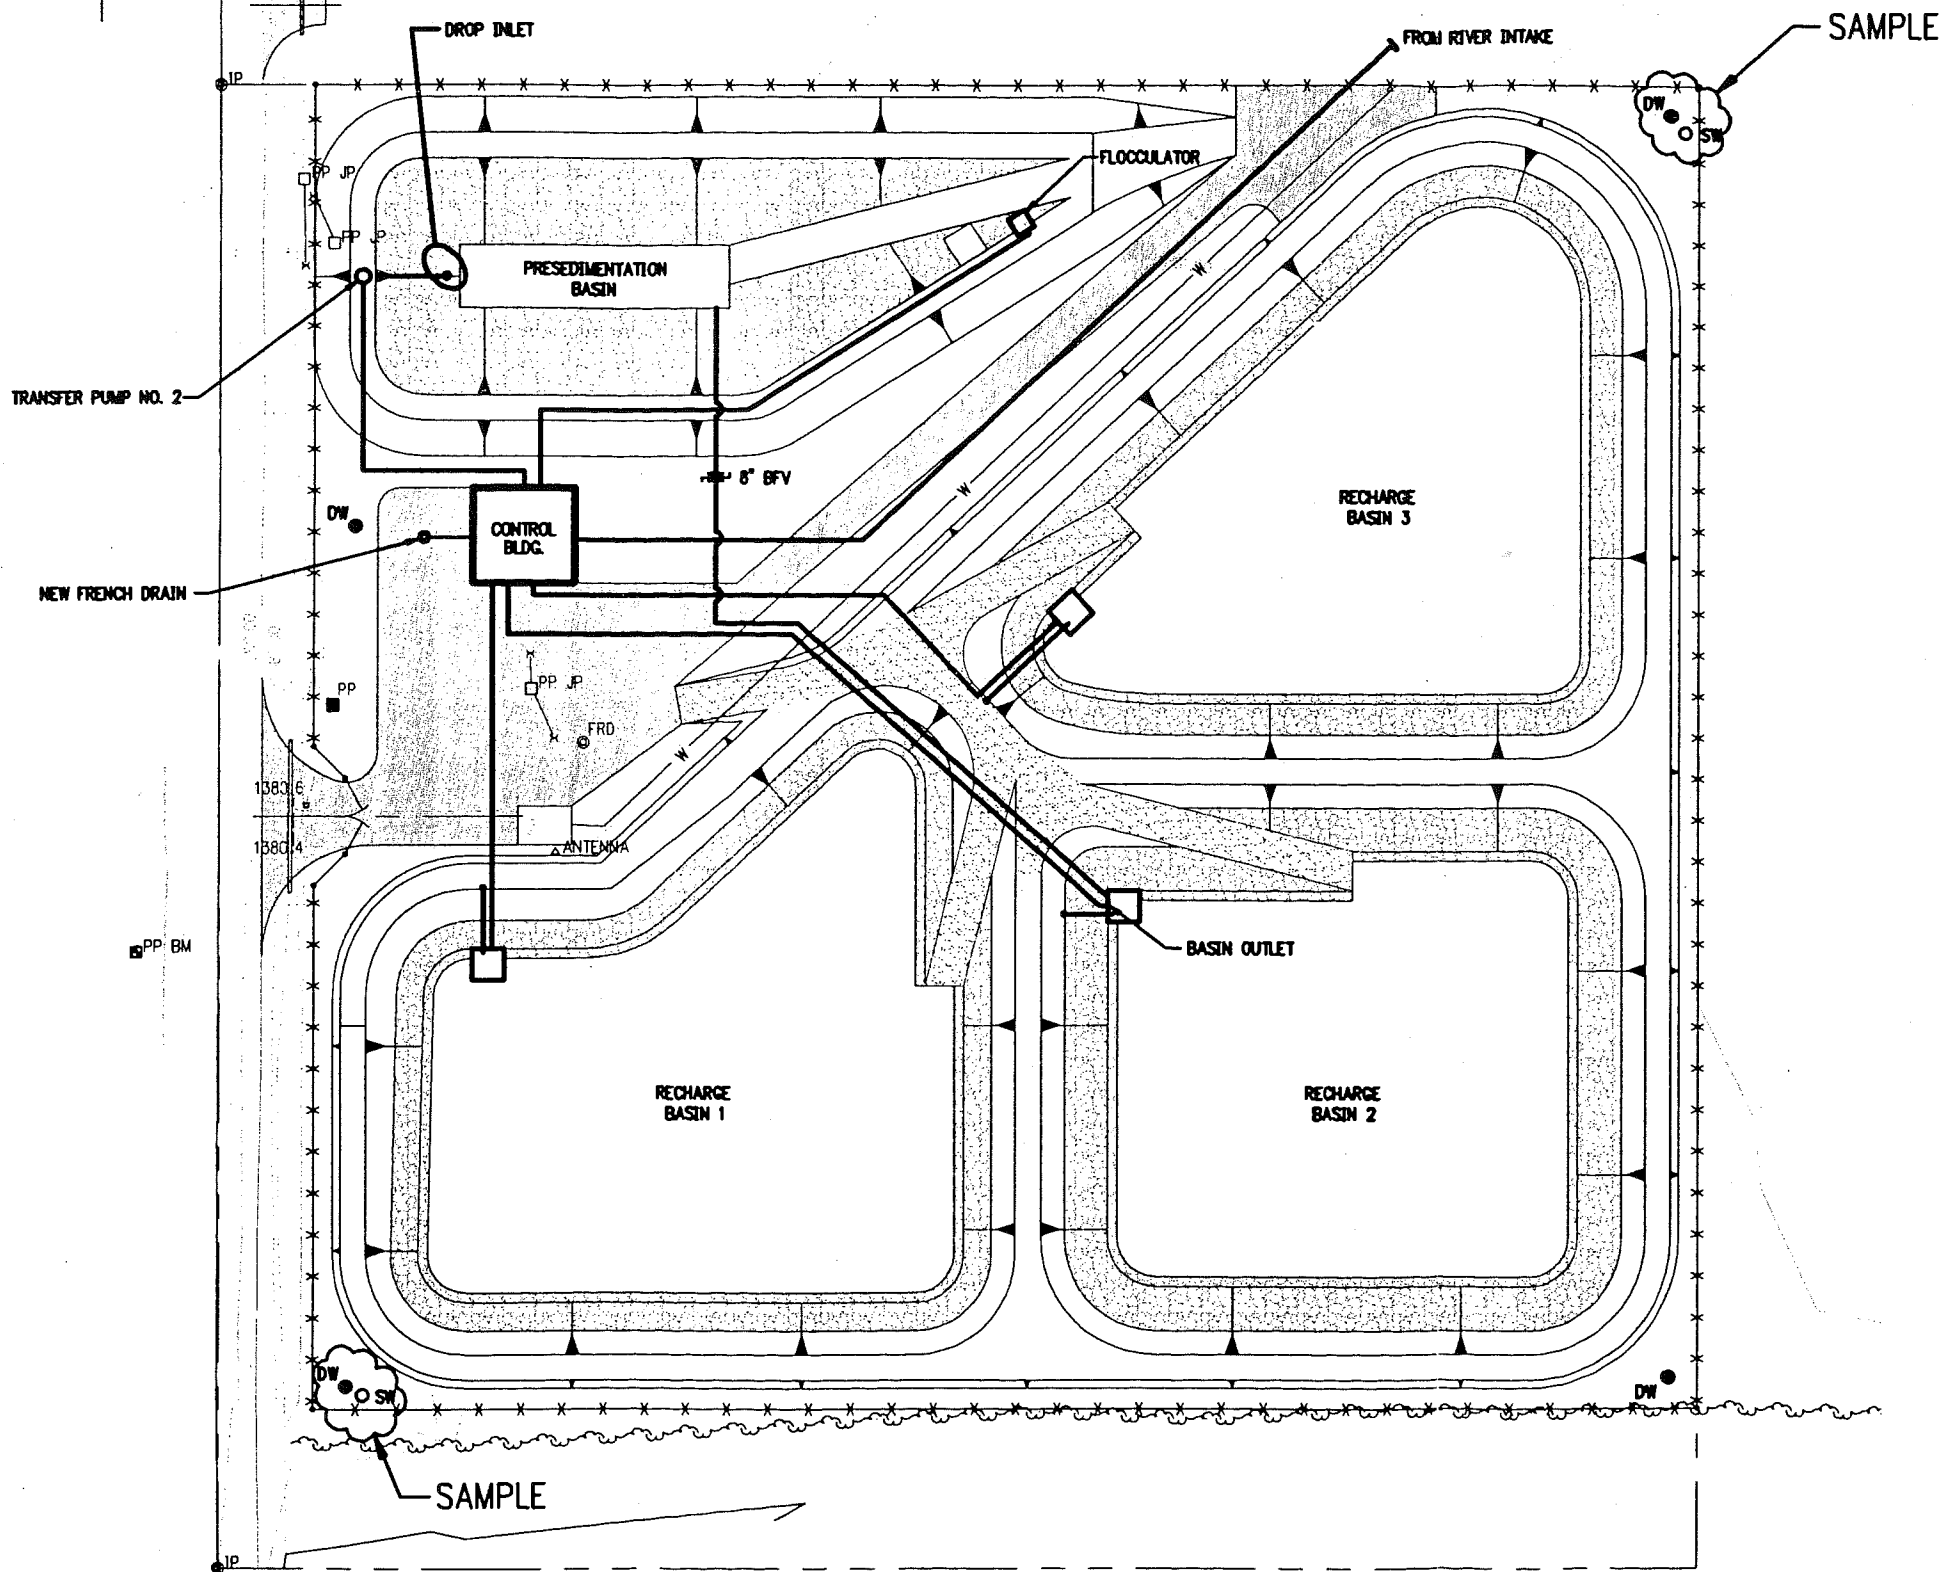 DROP INLET
FROM RIVER INTAKE
SAMPLE
IP
DW
SW
FLOCCULATOR
PP JP
PP JP
PRESEDIMENTATION
BASIN
W
TRANSFER PUMP NO. 2
8" BFV
W
RECHARGE
BASIN 3
DW
CONTROL
BLDG.
NEW FRENCH DRAIN
PP JP
PP
FRD
W
1380.6
1380.4
ANTENNA
PP BM
BASIN OUTLET
RECHARGE
BASIN 1
RECHARGE
BASIN 2
DW
SW
DW
SAMPLE
IP